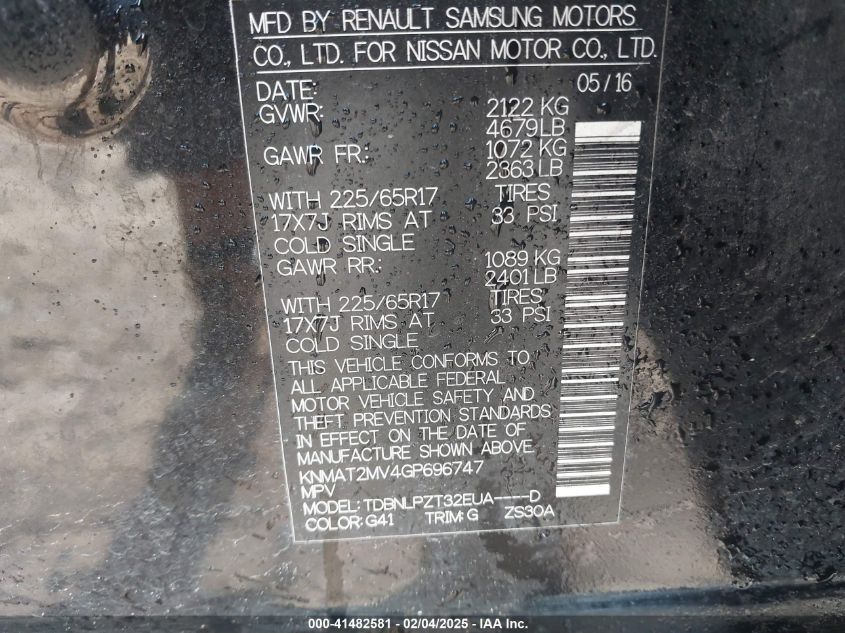 MFD BY RENAULT SAMSUNG MOTORS
CO., LTD. FOR NISSAN MOTOR CO., LTD.
DATE: 05/16
GVWR: 2122 KG
4679LB
GAWR FR.: 1072 KG
2363LB
WITH 225/65R17 TIRES
17X7J RIMS AT 33 PSI
COLD SINGLE
GAWR RR.: 1089 KG
2401LB
WITH 225/65R17 TIRES
17X7J RIMS AT 33 PSI
COLD SINGLE
THIS VEHICLE CONFORMS TO
ALL APPLICABLE FEDERAL
MOTOR VEHICLE SAFETY AND
THEFT PREVENTION STANDARDS
IN EFFECT ON THE DATE OF
MANUFACTURE SHOWN ABOVE.
KNMAT2MV4GP696747
MPV
MODEL: TDBNLPZT32EUA----D
COLOR: G41 TRIM: G ZS30A
000-41482581 - 02/04/2025 - IAA Inc.